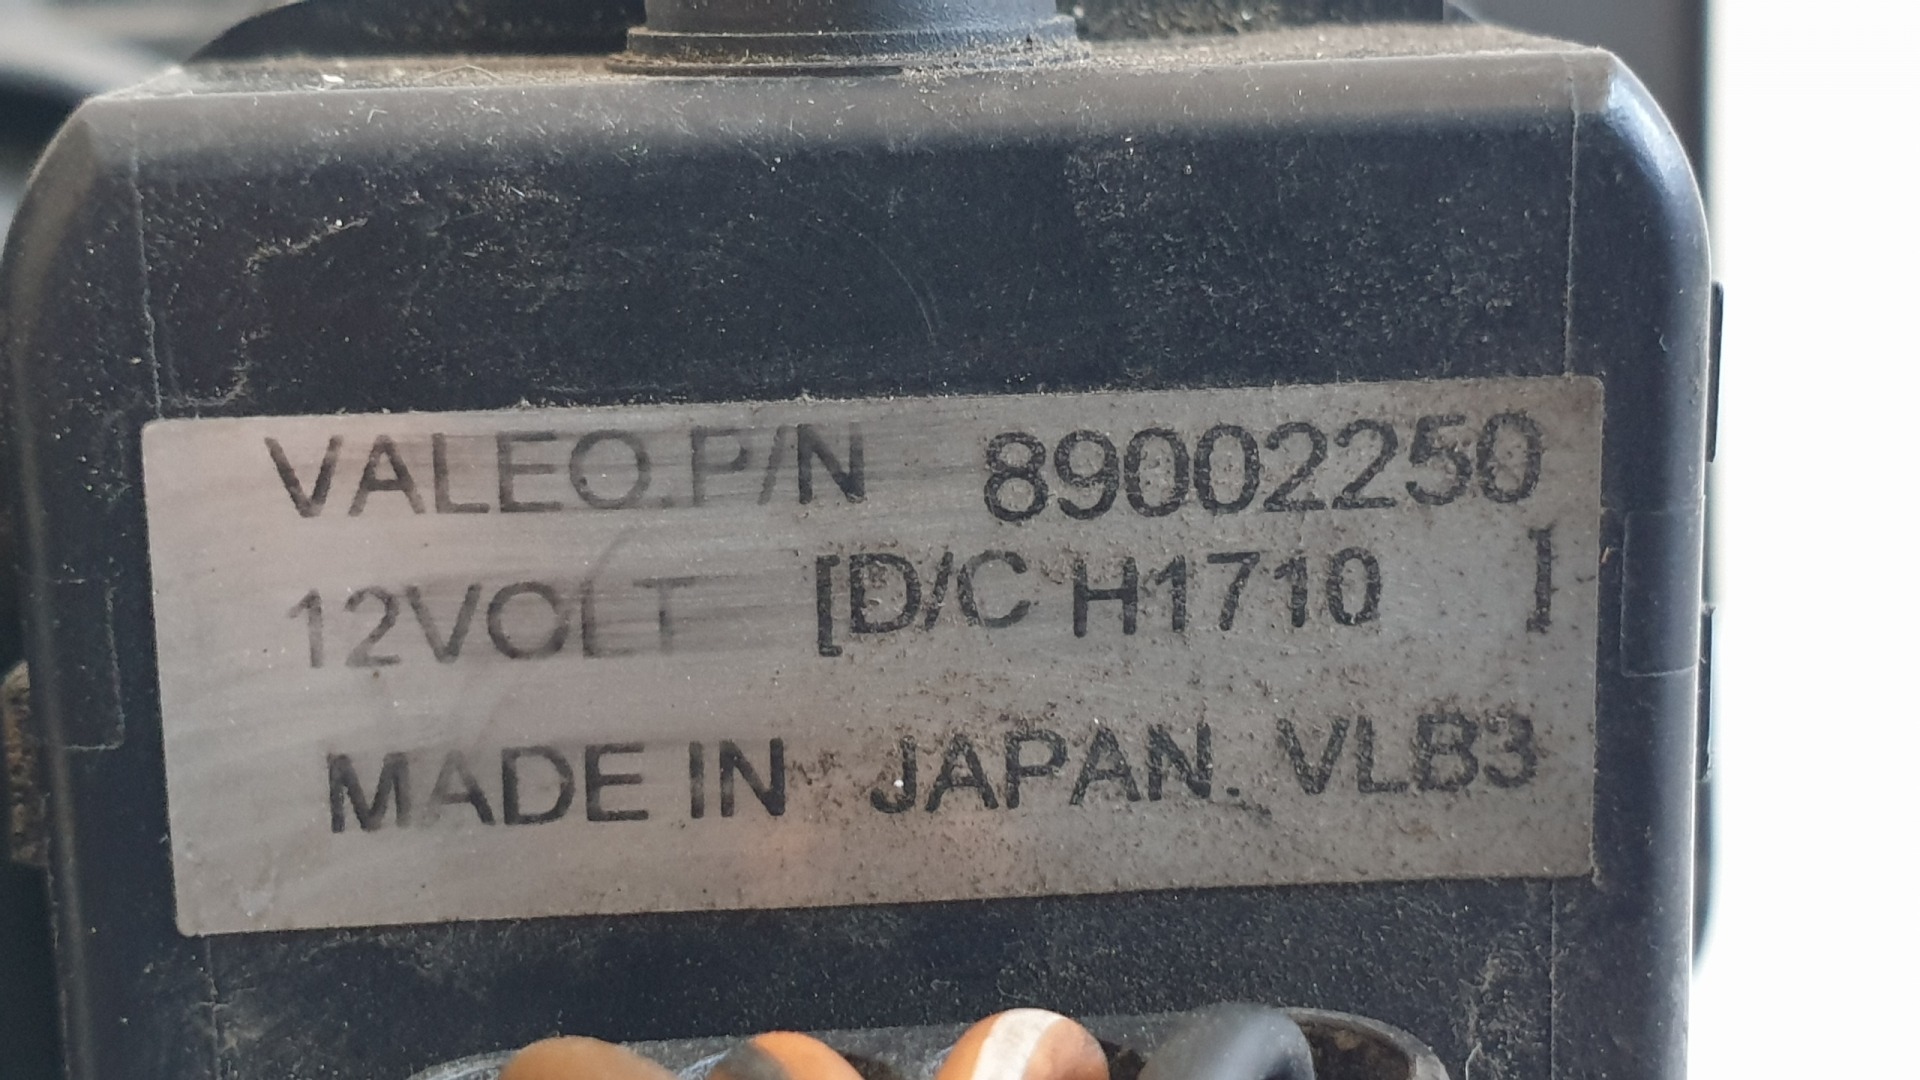 VALEO.P/N 89002250
12VOLT [D/C H1710 ]
MADE IN JAPAN. VLB3